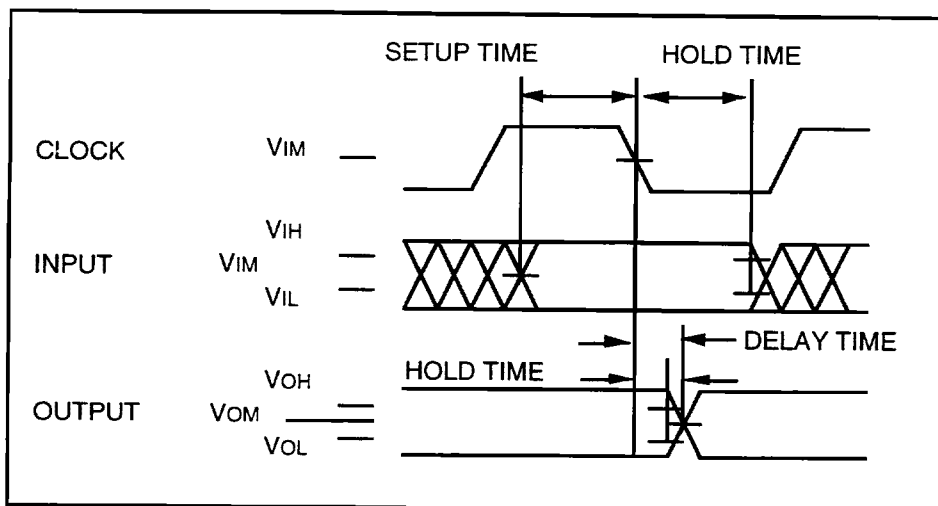 SETUP TIME
HOLD TIME
CLOCK
VIM
VIH
INPUT
VIM
VIL
DELAY TIME
HOLD TIME
VOH
OUTPUT
VOM
VOL